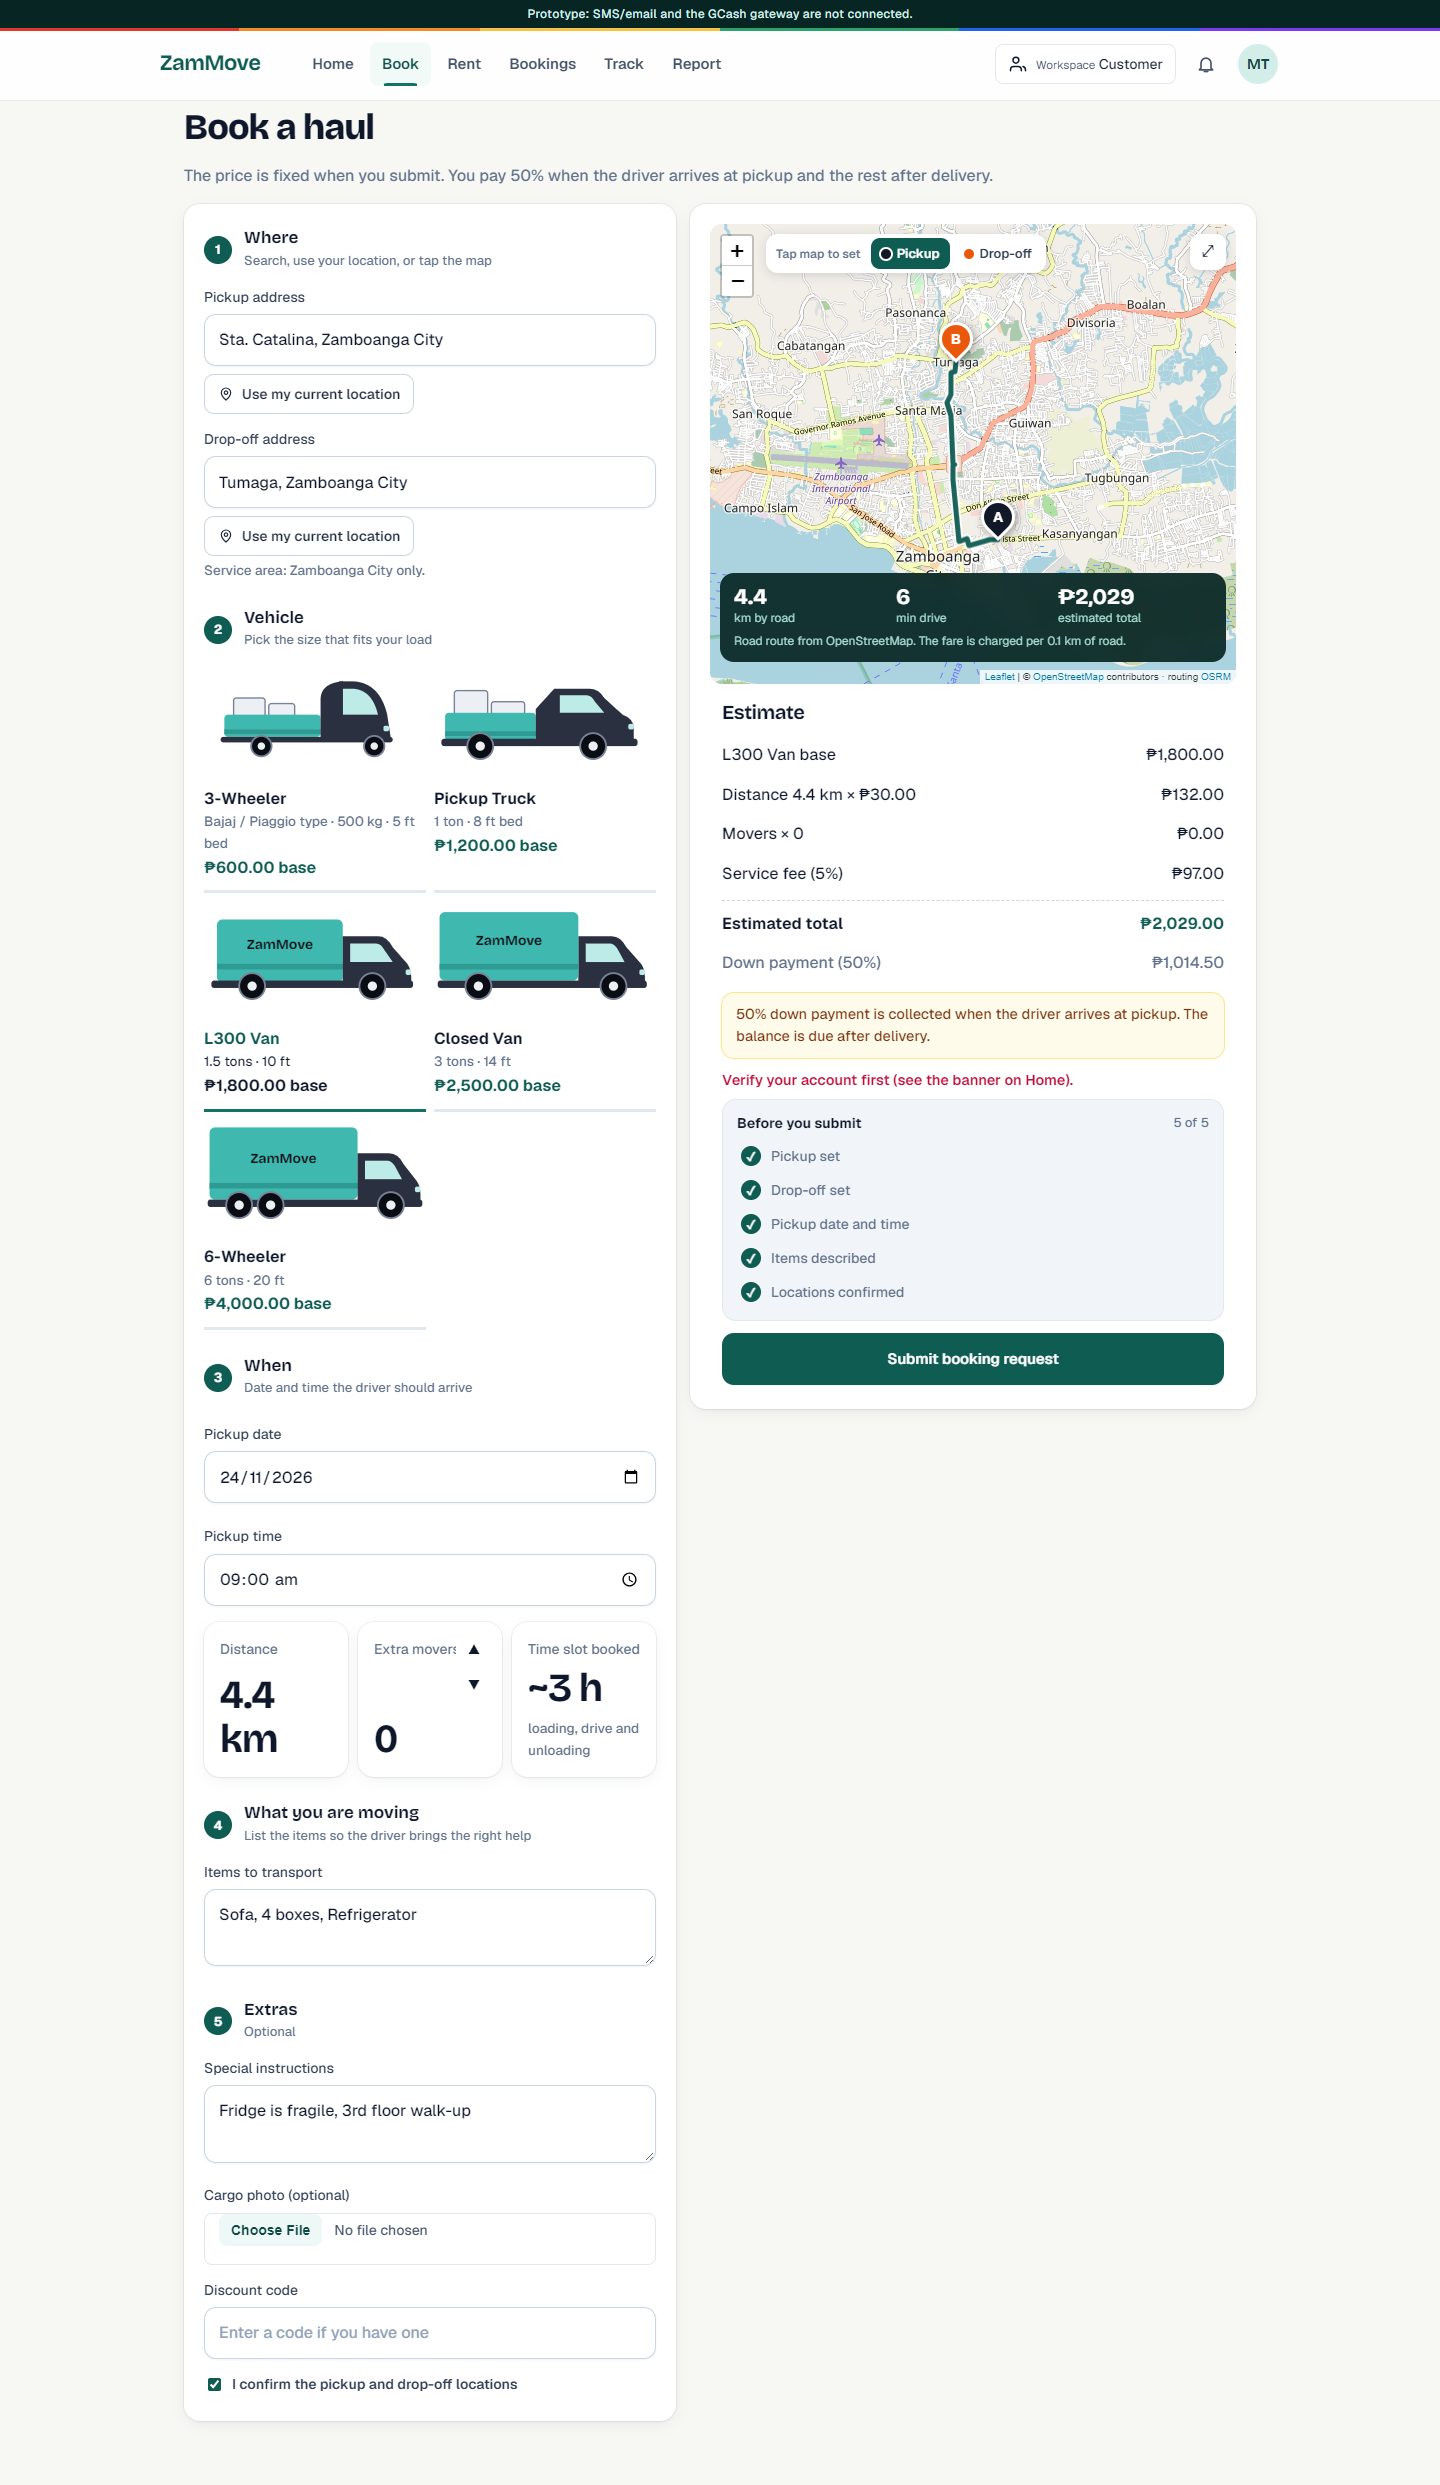 Prototype: SMS/email and the GCash gateway are not connected.
ZamMove
Home
Book
Rent
Bookings
Track
Report
Workspace Customer
MT
Book a haul
The price is fixed when you submit. You pay 50% when the driver arrives at pickup and the rest after delivery.
1
Where
Search, use your location, or tap the map
Pickup address
Sta. Catalina, Zamboanga City
Use my current location
Drop-off address
Tumaga, Zamboanga City
Use my current location
Service area: Zamboanga City only.
2
Vehicle
Pick the size that fits your load
3-Wheeler
Bajaj / Piaggio type · 500 kg · 5 ft
bed
₱600.00 base
Pickup Truck
1 ton · 8 ft bed
₱1,200.00 base
ZamMove
L300 Van
1.5 tons · 10 ft
₱1,800.00 base
ZamMove
Closed Van
3 tons · 14 ft
₱2,500.00 base
ZamMove
6-Wheeler
6 tons · 20 ft
₱4,000.00 base
3
When
Date and time the driver should arrive
Pickup date
24/11/2026
Pickup time
09:00 am
Distance
4.4
km
Extra movers
0
Time slot booked
~3 h
loading, drive and
unloading
4
What you are moving
List the items so the driver brings the right help
Items to transport
Sofa, 4 boxes, Refrigerator
5
Extras
Optional
Special instructions
Fridge is fragile, 3rd floor walk-up
Cargo photo (optional)
Choose File
No file chosen
Discount code
Enter a code if you have one
I confirm the pickup and drop-off locations
+
−
Tap map to set
Pickup
Drop-off
Boalan
Pasonanca
Divisoria
Cabatangan
B
San Roque
Governor Ramos Avenue
Guiwan
Zamboanga
International
Airport
Tugbungan
Campo Islam
San Jose Road
A
Kasanyangan
Zamboanga
4.4
km by road
6
min drive
₱2,029
estimated total
Road route from OpenStreetMap. The fare is charged per 0.1 km of road.
Leaflet | © OpenStreetMap contributors · routing OSRM
Estimate
L300 Van base
₱1,800.00
Distance 4.4 km × ₱30.00
₱132.00
Movers × 0
₱0.00
Service fee (5%)
₱97.00
Estimated total
₱2,029.00
Down payment (50%)
₱1,014.50
50% down payment is collected when the driver arrives at pickup. The
balance is due after delivery.
Verify your account first (see the banner on Home).
Before you submit
5 of 5
Pickup set
Drop-off set
Pickup date and time
Items described
Locations confirmed
Submit booking request